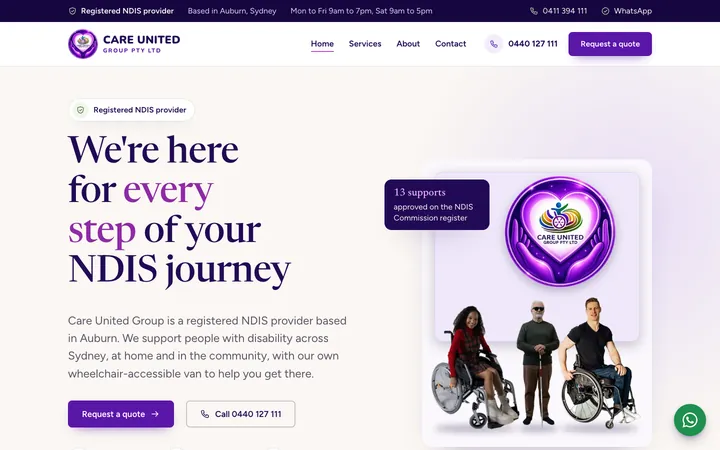 Registered NDIS provider
Based in Auburn, Sydney
Mon to Fri 9am to 7pm, Sat 9am to 5pm
0411 394 111
WhatsApp
CARE UNITED
GROUP PTY LTD
Home
Services
About
Contact
0440 127 111
Request a quote
Registered NDIS provider
We're here
for every
step of your
NDIS journey
13 supports
approved on the NDIS
Commission register
CARE UNITED
GROUP PTY LTD
Care United Group is a registered NDIS provider based
in Auburn. We support people with disability across
Sydney, at home and in the community, with our own
wheelchair-accessible van to help you get there.
Request a quote
Call 0440 127 111